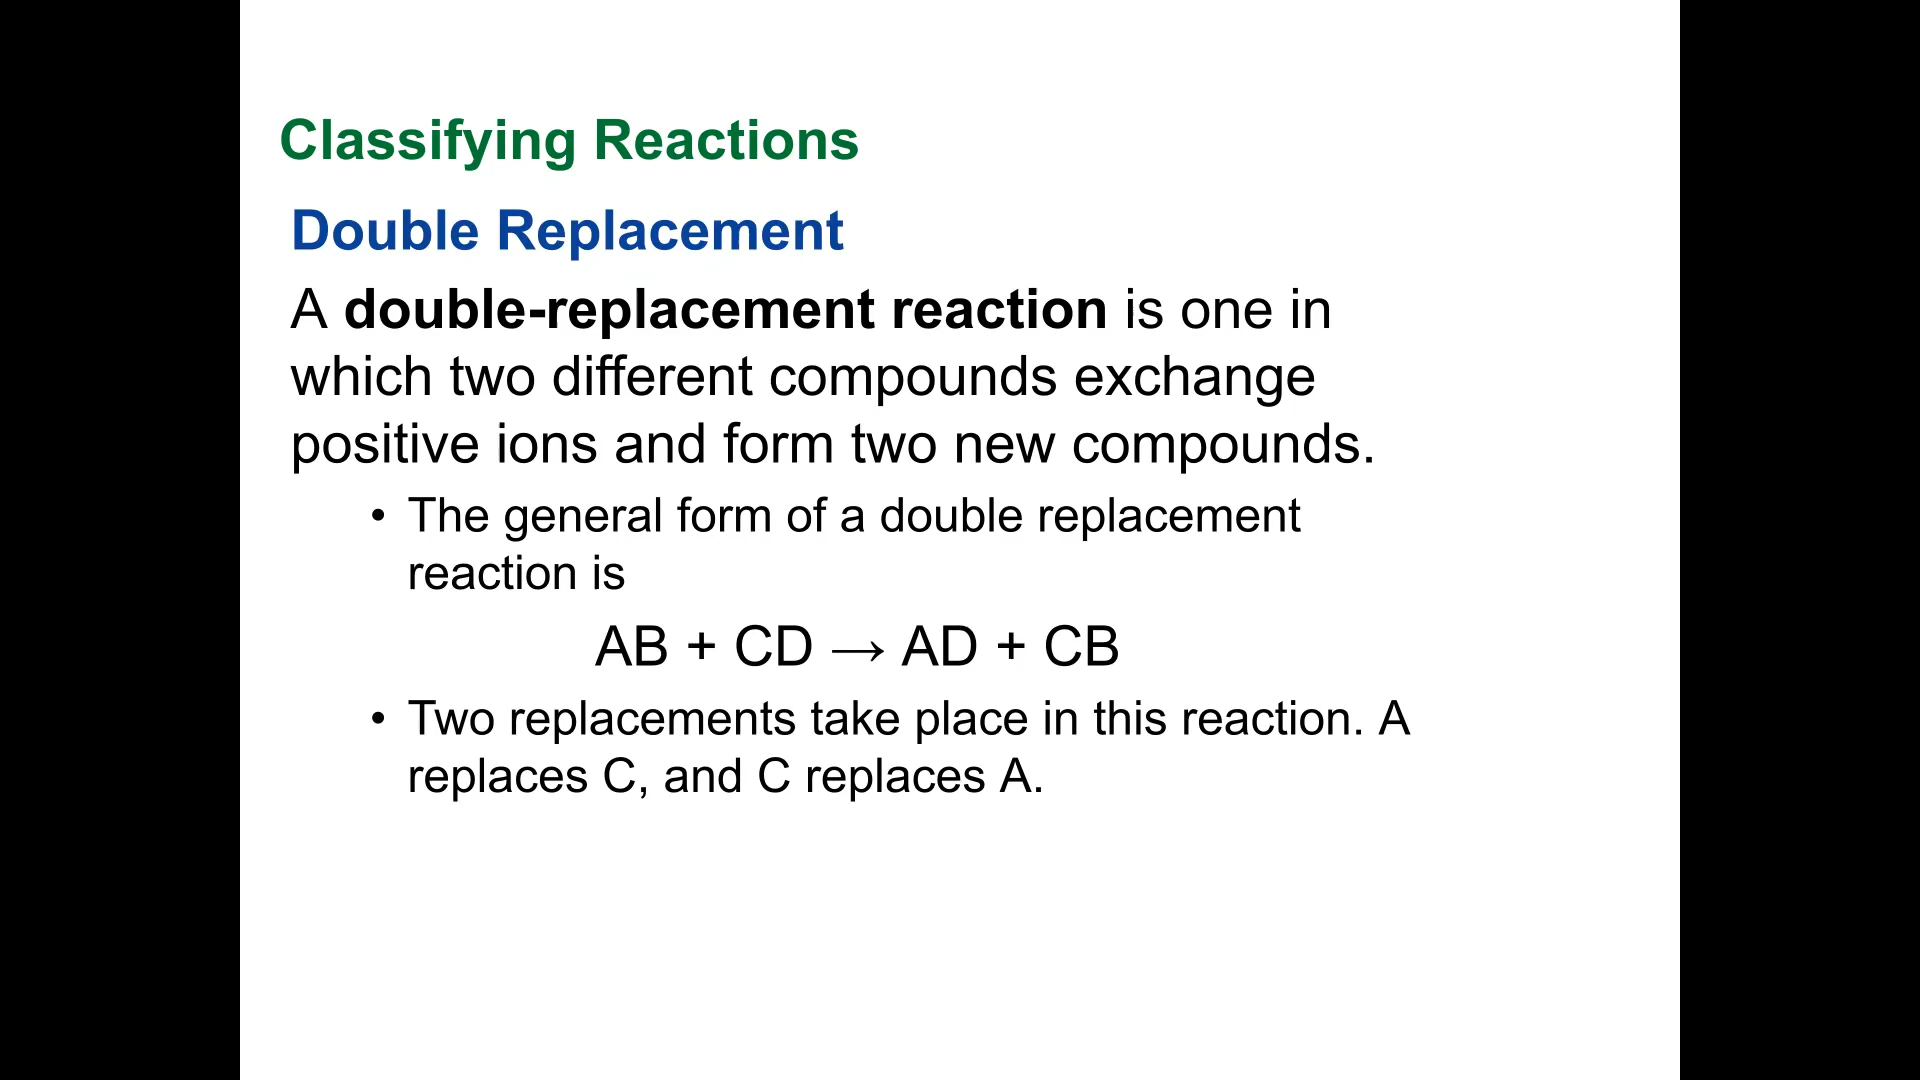 Classifying Reactions
Double Replacement
A double-replacement reaction is one in
which two different compounds exchange
positive ions and form two new compounds.
• The general form of a double replacement
reaction is
AB + CD → AD + CB
• Two replacements take place in this reaction. A
replaces C, and C replaces A.